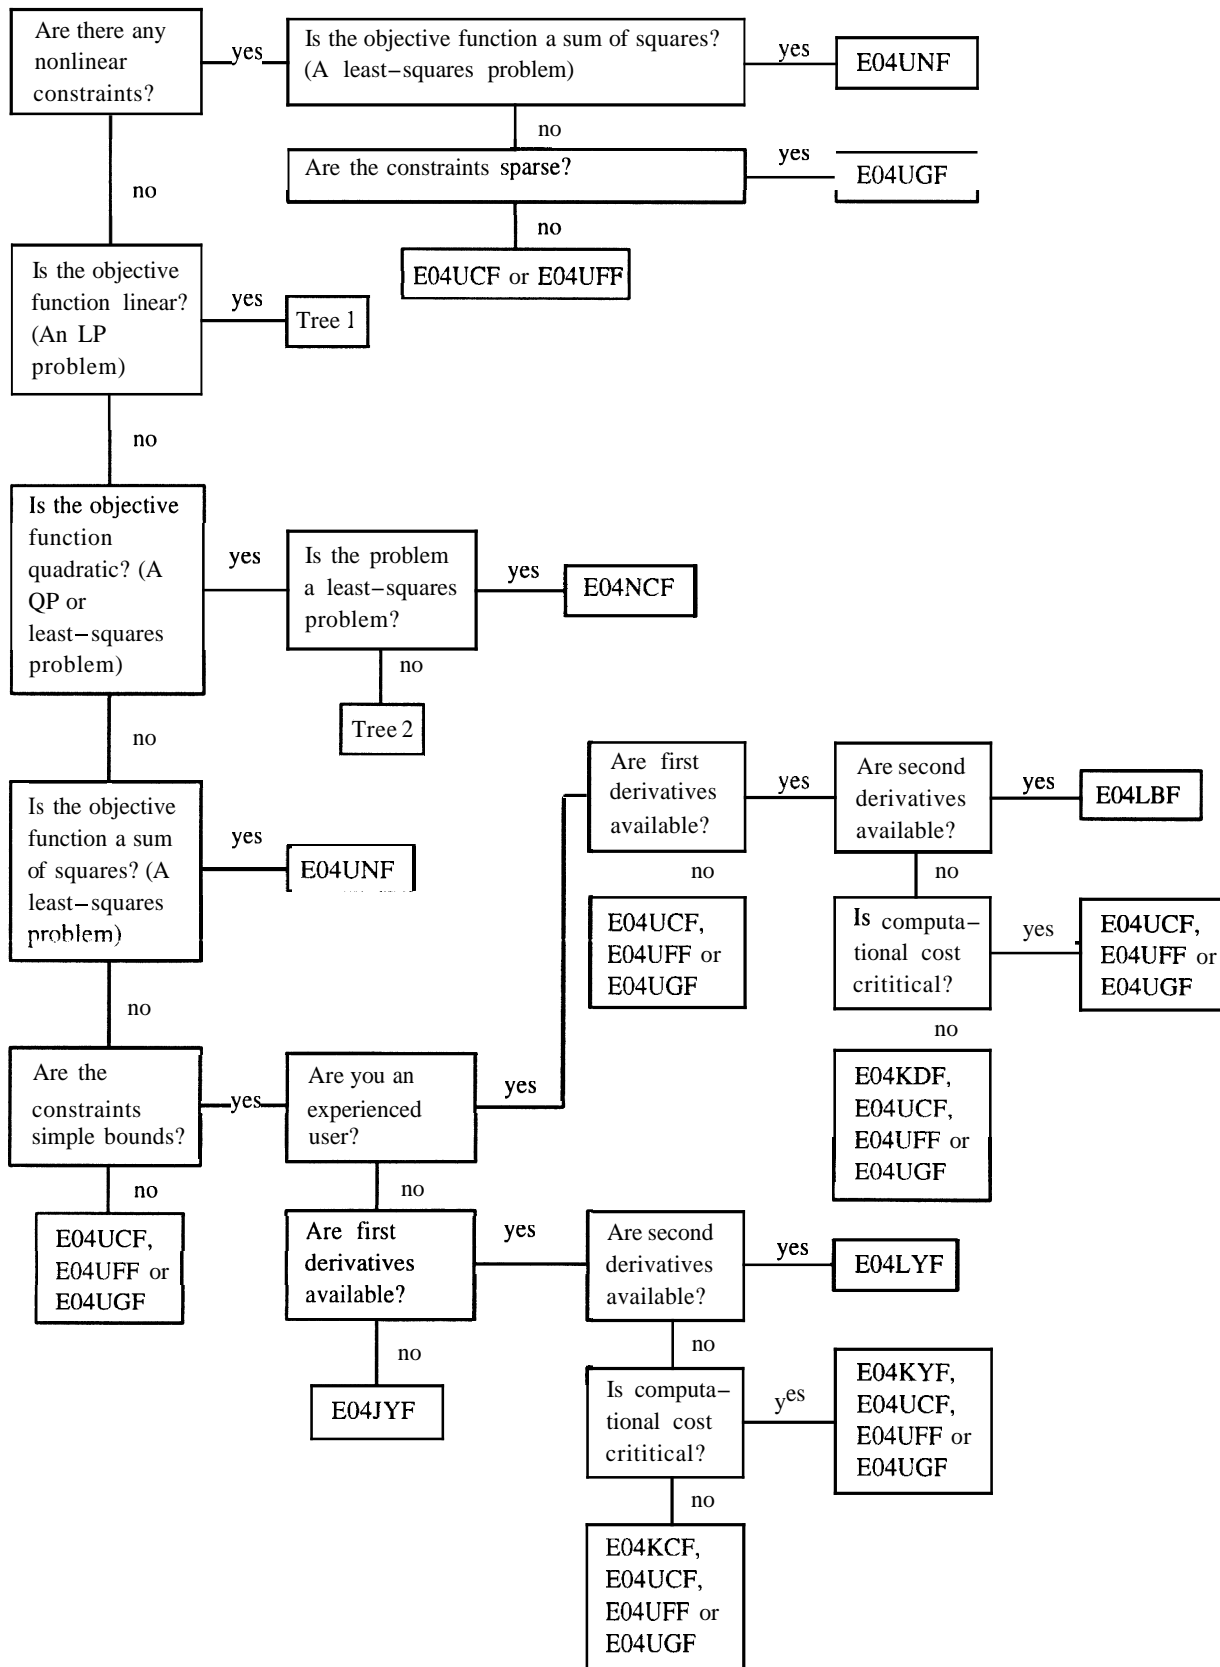 Are there any
nonlinear
constraints?
yes
Is the objective function a sum of squares?
(A least-squares problem)
yes
E04UNF
no
Are the constraints sparse?
yes
E04UGF
no
E04UCF or E04UFF
no
Is the objective
function linear?
(An LP
problem)
yes
Tree 1
no
Is the objective
function
quadratic? (A
QP or
least-squares
problem)
yes
Is the problem
a least-squares
problem?
yes
E04NCF
no
Tree 2
no
Is the objective
function a sum
of squares? (A
least-squares
problem)
yes
E04UNF
no
Are the
constraints
simple bounds?
yes
Are you an
experienced
user?
yes
Are first
derivatives
available?
yes
Are second
derivatives
available?
yes
E04LBF
no
E04UCF,
E04UFF or
E04UGF
no
Is computa-
tional cost
crititical?
yes
E04UCF,
E04UFF or
E04UGF
no
E04KDF,
E04UCF,
E04UFF or
E04UGF
no
E04UCF,
E04UFF or
E04UGF
no
Are first
derivatives
available?
yes
Are second
derivatives
available?
yes
E04LYF
no
E04JYF
no
Is computa-
tional cost
crititical?
yes
E04KYF,
E04UCF,
E04UFF or
E04UGF
no
E04KCF,
E04UCF,
E04UFF or
E04UGF